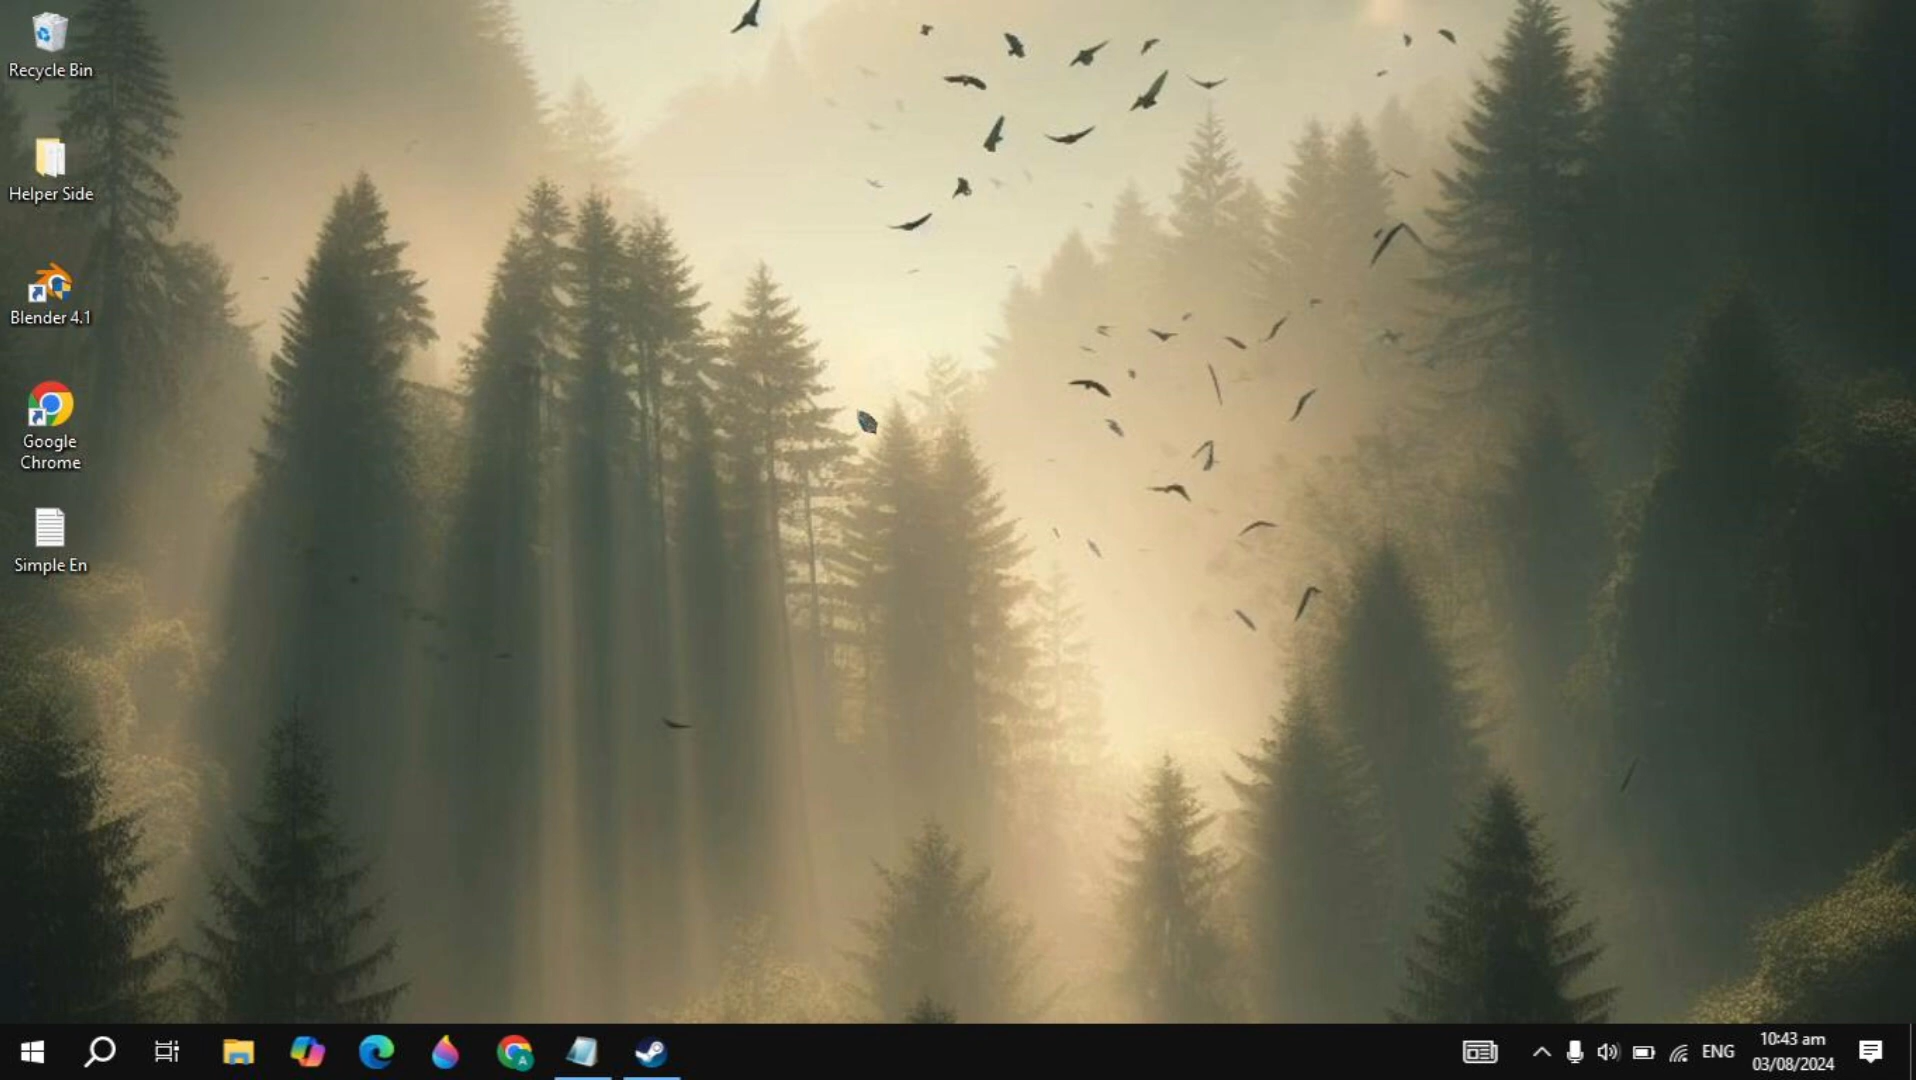 Recycle Bin
Helper Side
Blender 4.1
Google
Chrome
Simple En
A
ENG
10:43 am
03/08/2024